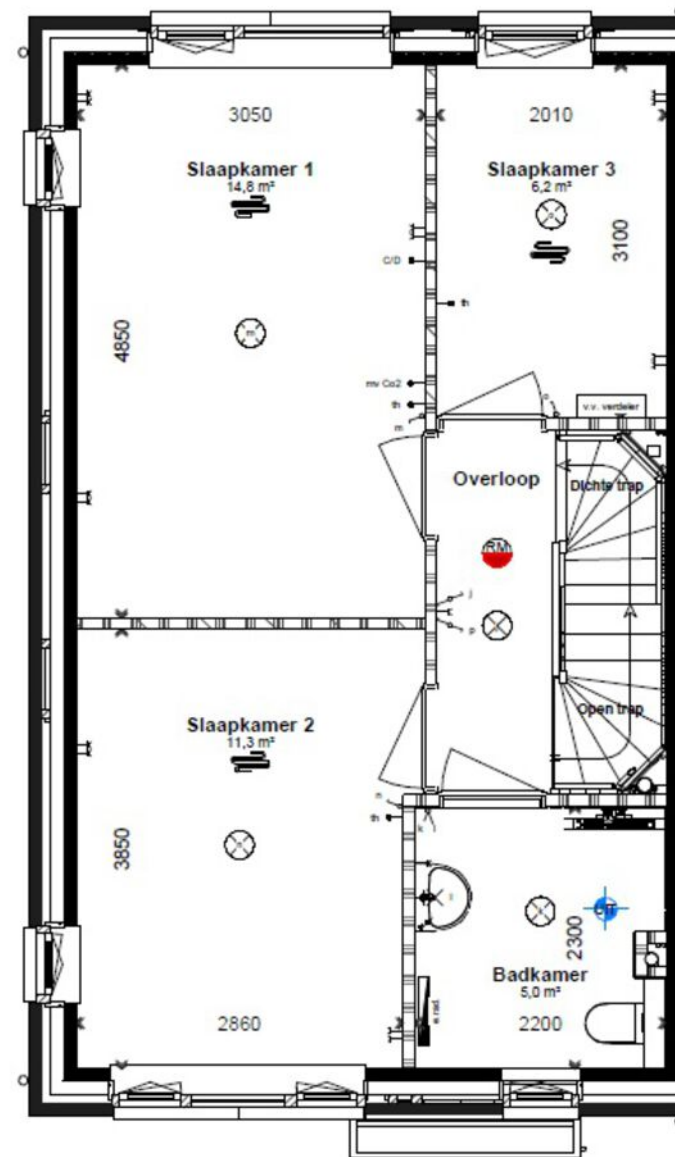 3050
2010
Slaapkamer 1
14,8 m²
Slaapkamer 3
6,2 m²
3100
C/D
th
4850
mv Co2
th
m
o
v.v. verdeler
Overloop
Dichte trap
RM
j
p
Slaapkamer 2
11,3 m²
Open trap
n
th
k
3850
2300
Badkamer
5,0 m²
e.rad.
2860
2200